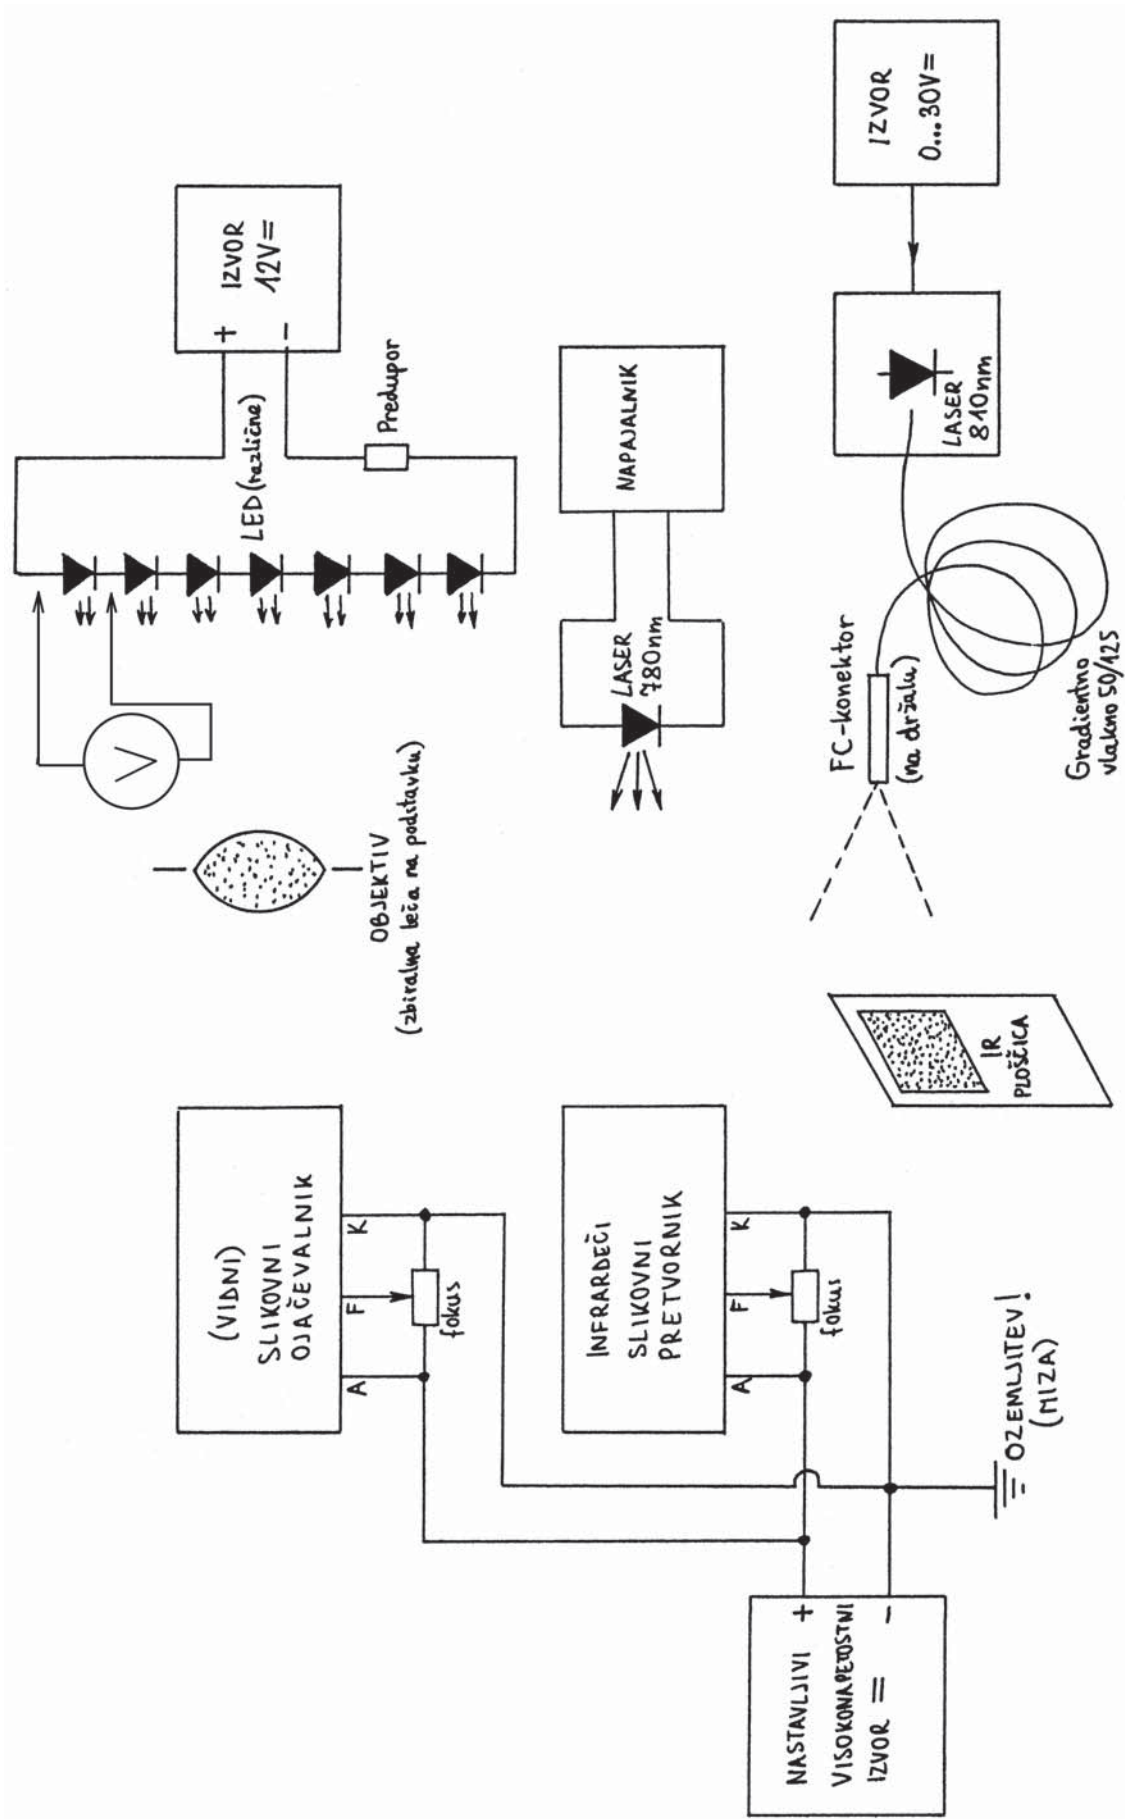 IZVOR
12V=
+
−
LED (različne)
Predupor
V
OBJEKTIV
(zbiralna leča na podstavku)
(VIDNI)
SLIKOVNI
OJAČEVALNIK
A
F
K
fokus
NAPAJALNIK
LASER
780nm
INFRARDEČI
SLIKOVNI
PRETVORNIK
A
F
K
fokus
IZVOR
0...30V=
LASER
810nm
FC-konektor
(na držalu)
Gradientno
vlakno 50/125
IR
PLOŠČICA
OZEMLJITEV!
(MIZA)
NASTAVLJIVI
VISOKONAPETOSTNI
IZVOR =
+
−